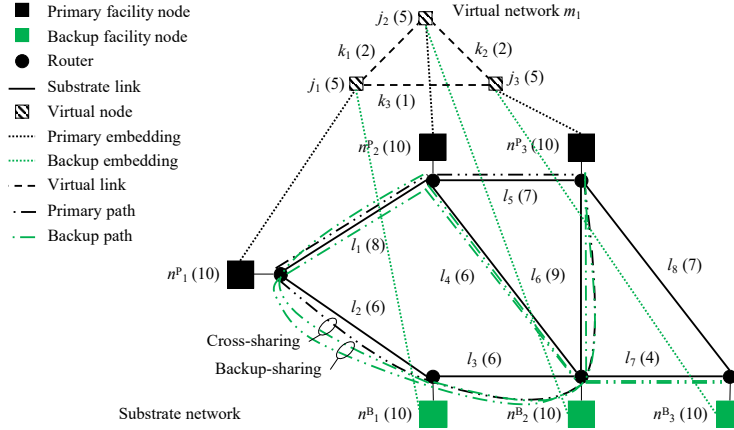 Primary facility node
Backup facility node
Router
Substrate link
Virtual node
Primary embedding
Backup embedding
Virtual link
Primary path
Backup path
j₂ (5)
Virtual network m₁
k₁ (2)
k₂ (2)
j₁ (5)
j₃ (5)
k₃ (1)
nᴾ₂ (10)
nᴾ₃ (10)
l₅ (7)
l₁ (8)
nᴾ₁ (10)
l₄ (6)
l₆ (9)
l₈ (7)
l₂ (6)
Cross-sharing
Backup-sharing
l₃ (6)
l₇ (4)
Substrate network
nᴮ₁ (10)
nᴮ₂ (10)
nᴮ₃ (10)